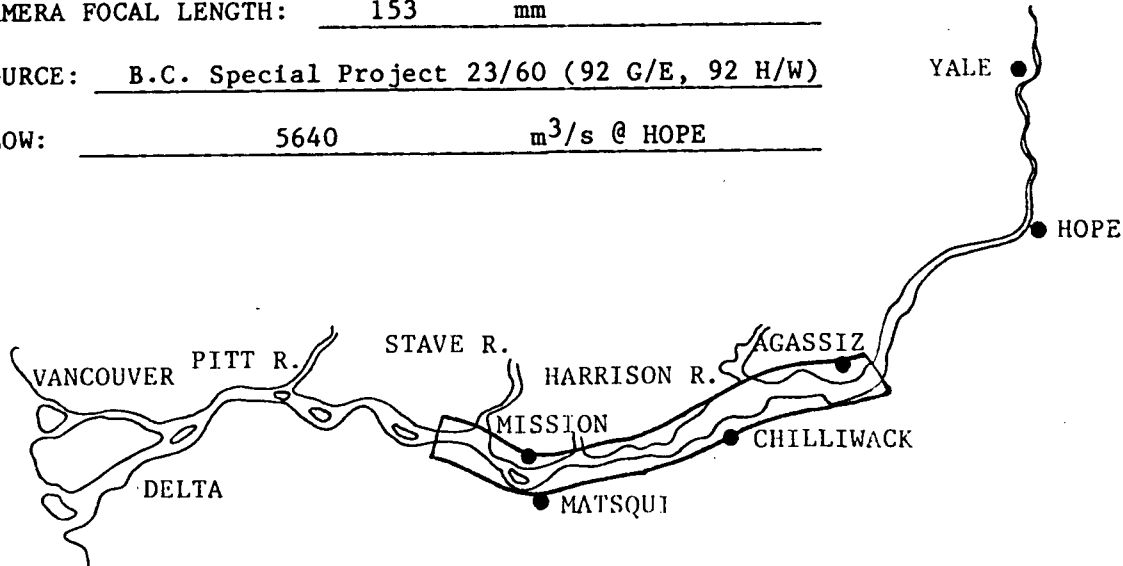 AMERA FOCAL LENGTH: 153 mm
URCE: B.C. Special Project 23/60 (92 G/E, 92 H/W)
OW: 5640 m³/s @ HOPE
YALE
HOPE
STAVE R.
AGASSIZ
PITT R.
VANCOUVER
HARRISON R.
MISSION
CHILLIWACK
DELTA
MATSQUI